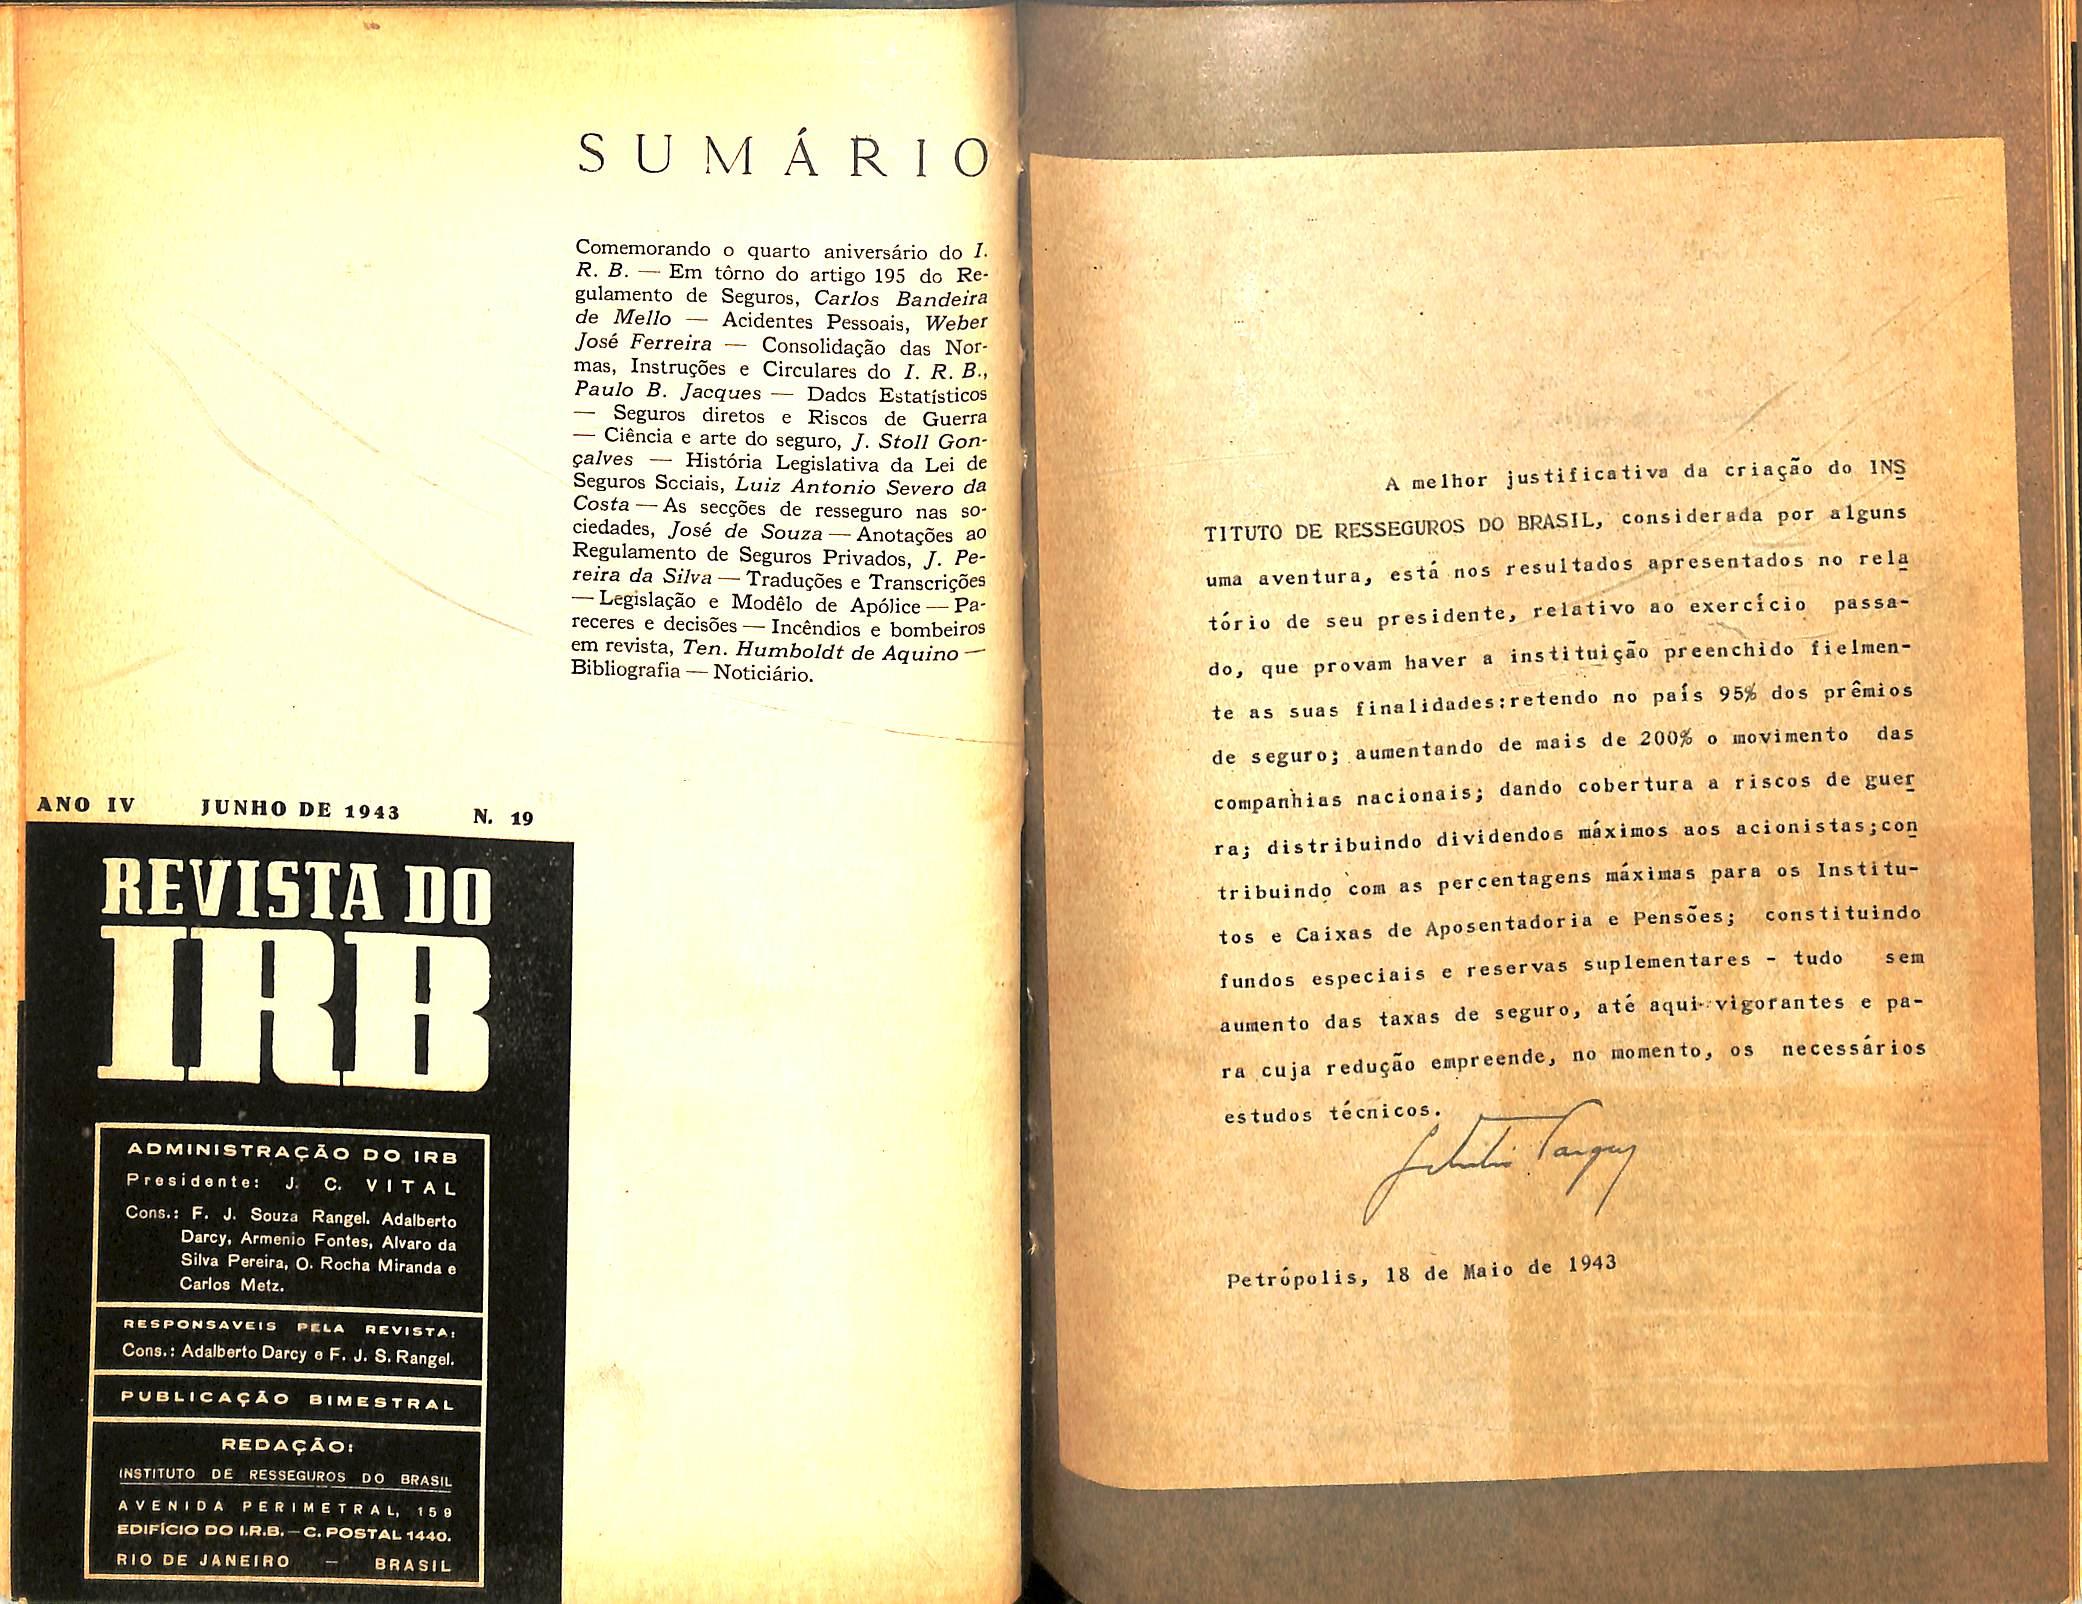 SUMÁRIO
Comemorando o quarto aniversário do I.
R. B. — Em tôrno do artigo 195 do Re-
gulamento de Seguros, Carlos Bandeira
de Mello — Acidentes Pessoais, Weber
José Ferreira — Consolidação das Nor-
mas, Instruções e Circulares do I. R. B.,
Paulo B. Jacques — Dados Estatísticos
— Seguros diretos e Riscos de Guerra
— Ciência e arte do seguro, J. Stoll Gon-
çalves — História Legislativa da Lei de
Seguros Sociais, Luiz Antonio Severo da
Costa — As secções de resseguro nas so-
ciedades, José de Souza — Anotações ao
Regulamento de Seguros Privados, J. Pe-
reira da Silva — Traduções e Transcrições
— Legislação e Modêlo de Apólice — Pa-
receres e decisões — Incêndios e bombeiros
em revista, Ten. Humboldt de Aquino —
Bibliografia — Noticiário.
ANO IV JUNHO DE 1943 N. 19
REVISTA DO
IRB
ADMINISTRAÇÃO DO IRB
Presidente: J. C. VITAL
Cons.: F. J. Souza Rangel. Adalberto
Darcy, Armenio Fontes, Alvaro da
Silva Pereira, O. Rocha Miranda e
Carlos Metz.
RESPONSAVEIS PELA REVISTA:
Cons.: Adalberto Darcy e F. J. S. Rangel.
PUBLICAÇÃO BIMESTRAL
REDAÇÃO:
INSTITUTO DE RESSEGUROS DO BRASIL
AVENIDA PERIMETRAL, 159
EDIFÍCIO DO I.R.B. — C. POSTAL 1440.
RIO DE JANEIRO — BRASIL
A melhor justificativa da criação do INS
TITUTO DE RESSEGUROS DO BRASIL, considerada por alguns
uma aventura, está nos resultados apresentados no rela
tório de seu presidente, relativo ao exercício passa-
do, que provam haver a instituição preenchido fielmen-
te as suas finalidades:retendo no país 95% dos prêmios
de seguro; aumentando de mais de 200% o movimento das
companhias nacionais; dando cobertura a riscos de guer
ra; distribuindo dividendos máximos aos acionistas;con
tribuindo com as percentagens máximas para os Institu-
tos e Caixas de Aposentadoria e Pensões; constituindo
fundos especiais e reservas suplementares - tudo sem
aumento das taxas de seguro, até aqui vigorantes e pa-
ra cuja redução empreende, no momento, os necessários
estudos técnicos.
Getulio Vargas
Petrópolis, 18 de Maio de 1943